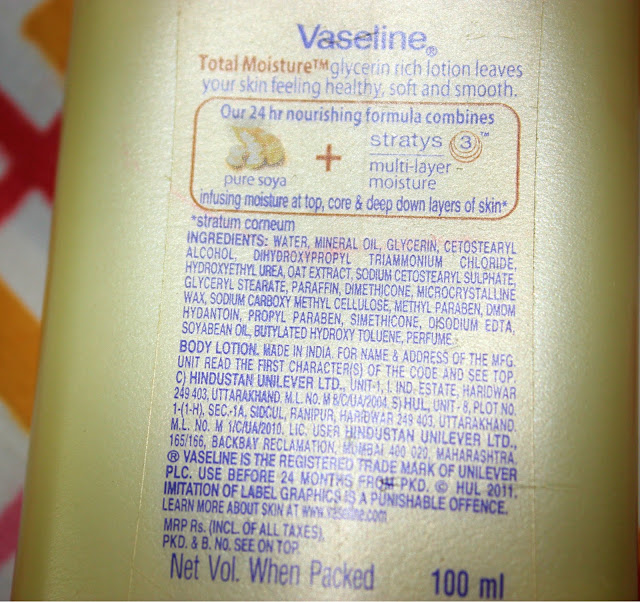 Vaseline®
Total Moisture™ glycerin rich lotion leaves
your skin feeling healthy, soft and smooth.
Our 24 hr nourishing formula combines
pure soya
+
stratys 3™
multi-layer -
moisture
infusing moisture at top, core & deep down layers of skin*
*stratum corneum
INGREDIENTS: WATER, MINERAL OIL, GLYCERIN, CETOSTEARYL
ALCOHOL, DIHYDROXYPROPYL TRIAMMONIUM CHLORIDE,
HYDROXYETHYL UREA, OAT EXTRACT, SODIUM CETOSTEARYL SULPHATE,
GLYCERYL STEARATE, PARAFFIN, DIMETHICONE, MICROCRYSTALLINE
WAX, SODIUM CARBOXY METHYL CELLULOSE, METHYL PARABEN, DMDM
HYDANTOIN, PROPYL PARABEN, SIMETHICONE, DISODIUM EDTA,
SOYABEAN OIL, BUTYLATED HYDROXY TOLUENE, PERFUME.
BODY LOTION. MADE IN INDIA. FOR NAME & ADDRESS OF THE MFG.
UNIT READ THE FIRST CHARACTER(S) OF THE CODE AND SEE TOP.
C) HINDUSTAN UNILEVER LTD., UNIT-1, I. IND. ESTATE, HARIDWAR
249 403, UTTARAKHAND. M.L. NO. M 8/C/UA/2004. S) HUL, UNIT - 8, PLOT NO.
1-(1-H), SEC.-1A, SIDCUL, RANIPUR, HARIDWAR 249 403, UTTARAKHAND.
M.L. NO. M 1/C/UA/2010. LIC. USER HINDUSTAN UNILEVER LTD.,
165/166, BACKBAY RECLAMATION, MUMBAI 400 020, MAHARASHTRA.
® VASELINE IS THE REGISTERED TRADE MARK OF UNILEVER
PLC. USE BEFORE 24 MONTHS FROM PKD. © HUL 2011.
IMITATION OF LABEL GRAPHICS IS A PUNISHABLE OFFENCE.
LEARN MORE ABOUT SKIN AT www.vaseline.com
MRP Rs. (INCL. OF ALL TAXES),
PKD. & B. NO. SEE ON TOP.
Net Vol. When Packed 100 ml